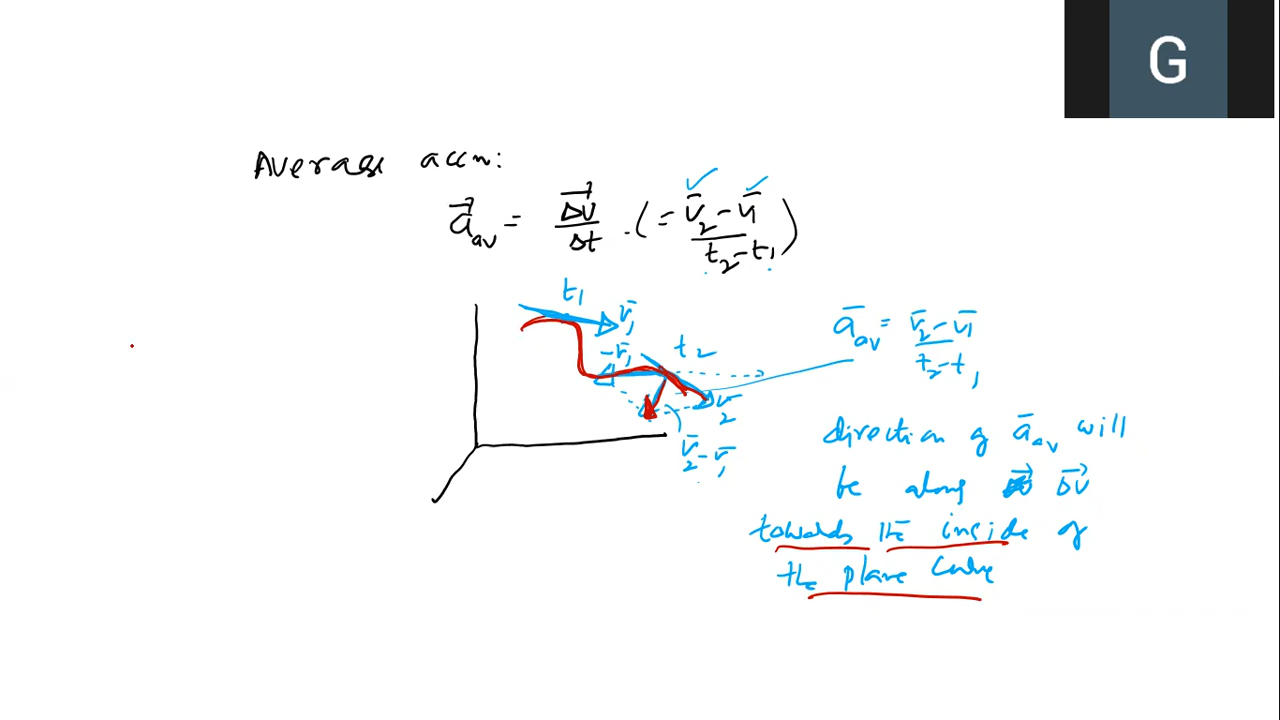 G
Average accn:
a⃗av = Δv⃗/Δt . (= v̄2 - v̄1 / t2 - t1)
t1
v̄1
-v̄1
t2
v̄2
v̄2 - v̄1
āav = v̄2 - v̄1 / t2 - t1
direction of āav will
be along Δv⃗
towards the inside of
the plane curve